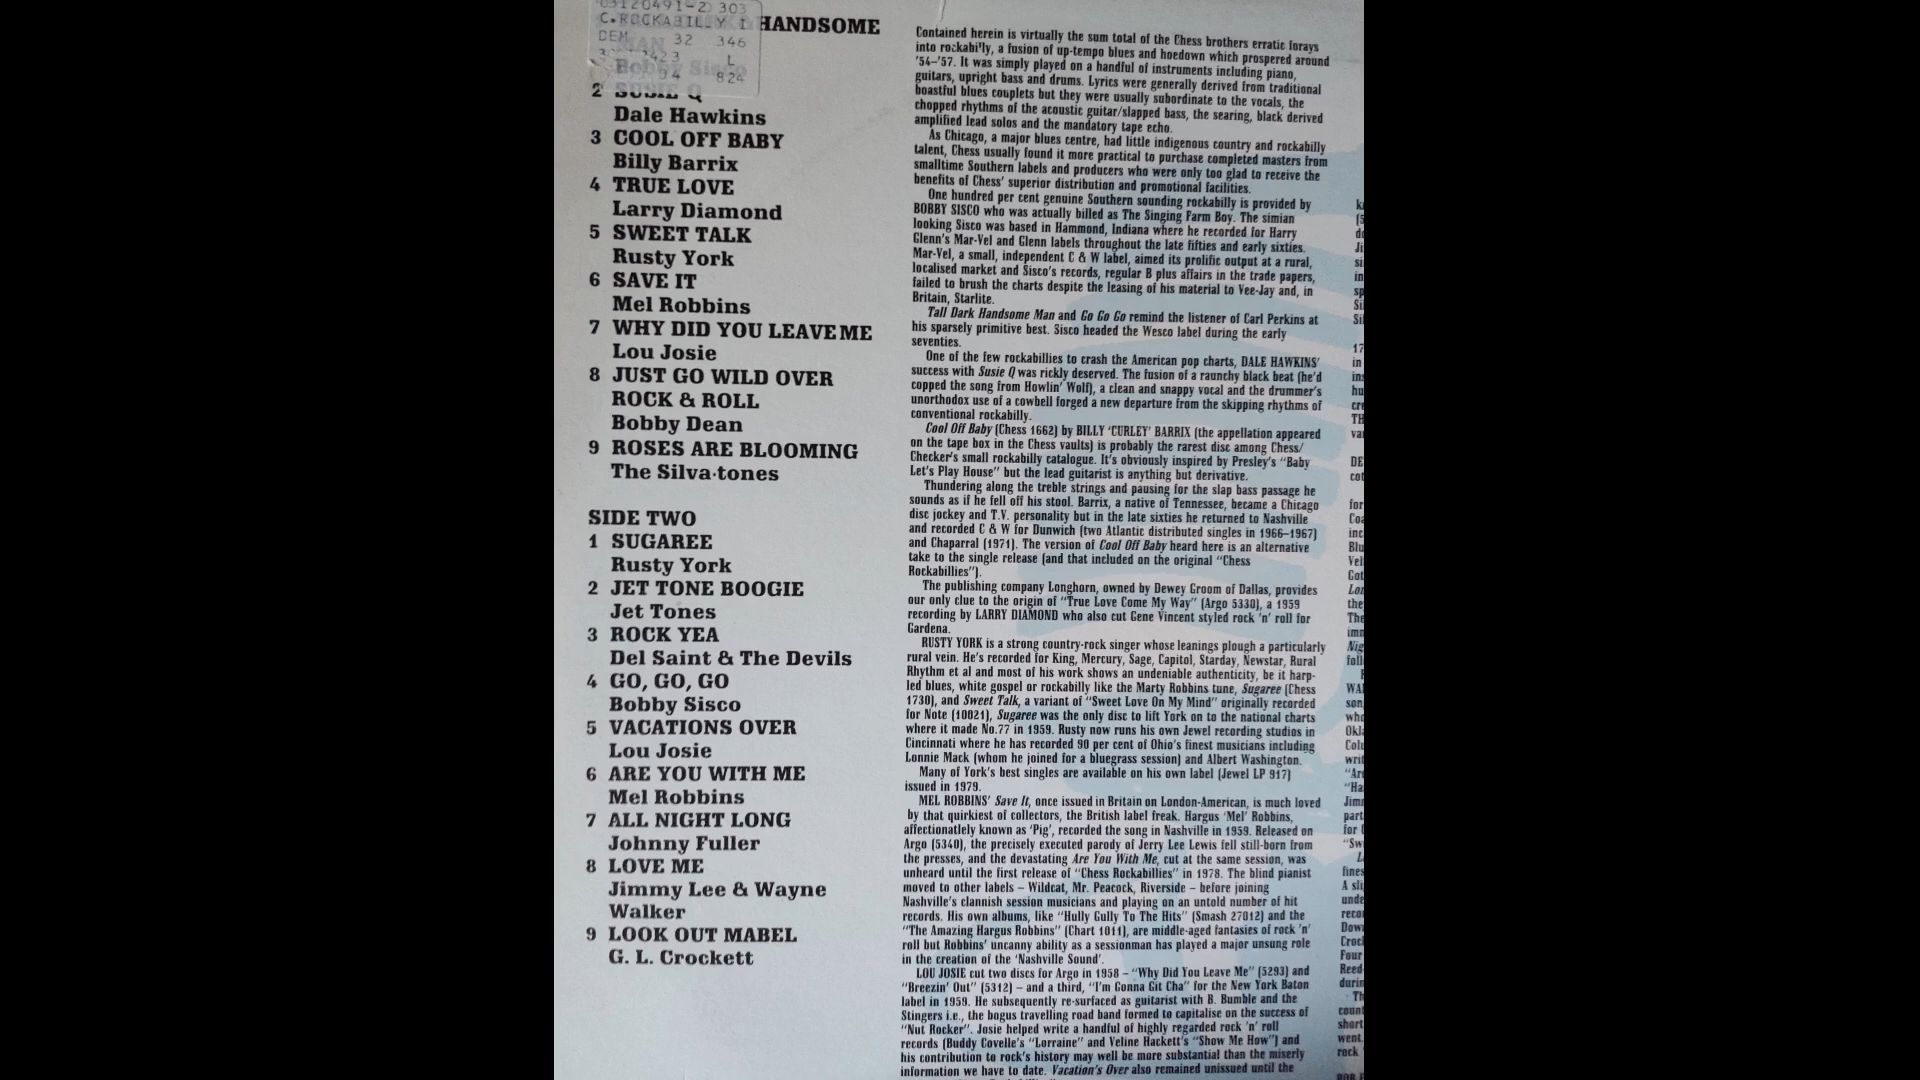 03120491-2 303
C.ROCKABILLY I
DEM 32 346
L
94 824
HANDSOME
MAN
Bobby Sisco
2 SUSIE Q
Dale Hawkins
3 COOL OFF BABY
Billy Barrix
4 TRUE LOVE
Larry Diamond
5 SWEET TALK
Rusty York
6 SAVE IT
Mel Robbins
7 WHY DID YOU LEAVE ME
Lou Josie
8 JUST GO WILD OVER
ROCK & ROLL
Bobby Dean
9 ROSES ARE BLOOMING
The Silva-tones
SIDE TWO
1 SUGAREE
Rusty York
2 JET TONE BOOGIE
Jet Tones
3 ROCK YEA
Del Saint & The Devils
4 GO, GO, GO
Bobby Sisco
5 VACATIONS OVER
Lou Josie
6 ARE YOU WITH ME
Mel Robbins
7 ALL NIGHT LONG
Johnny Fuller
8 LOVE ME
Jimmy Lee & Wayne
Walker
9 LOOK OUT MABEL
G. L. Crockett
Contained herein is virtually the sum total of the Chess brothers erratic forays
into rockabilly, a fusion of up-tempo blues and hoedown which prospered around
'54-'57. It was simply played on a handful of instruments including piano,
guitars, upright bass and drums. Lyrics were generally derived from traditional
boastful blues couplets but they were usually subordinate to the vocals, the
chopped rhythms of the acoustic guitar/slapped bass, the searing, black derived
amplified lead solos and the mandatory tape echo.
As Chicago, a major blues centre, had little indigenous country and rockabilly
talent, Chess usually found it more practical to purchase completed masters from
smalltime Southern labels and producers who were only too glad to receive the
benefits of Chess' superior distribution and promotional facilities.
One hundred per cent genuine Southern sounding rockabilly is provided by
BOBBY SISCO who was actually billed as The Singing Farm Boy. The simian
looking Sisco was based in Hammond, Indiana where he recorded for Harry
Glenn's Mar-Vel and Glenn labels throughout the late fifties and early sixties.
Mar-Vel, a small, independent C & W label, aimed its prolific output at a rural,
localised market and Sisco's records, regular B plus affairs in the trade papers,
failed to brush the charts despite the leasing of his material to Vee-Jay and, in
Britain, Starlite.
Tall Dark Handsome Man and Go Go Go remind the listener of Carl Perkins at
his sparsely primitive best. Sisco headed the Wesco label during the early
seventies.
One of the few rockabillies to crash the American pop charts, DALE HAWKINS'
success with Susie Q was rickly deserved. The fusion of a raunchy black beat (he'd
copped the song from Howlin' Wolf), a clean and snappy vocal and the drummer's
unorthodox use of a cowbell forged a new departure from the skipping rhythms of
conventional rockabilly.
Cool Off Baby (Chess 1662) by BILLY 'CURLEY' BARRIX (the appellation appeared
on the tape box in the Chess vaults) is probably the rarest disc among Chess/
Checker's small rockabilly catalogue. It's obviously inspired by Presley's "Baby
Let's Play House" but the lead guitarist is anything but derivative.
Thundering along the treble strings and pausing for the slap bass passage he
sounds as if he fell off his stool. Barrix, a native of Tennessee, became a Chicago
disc jockey and T.V. personality but in the late sixties he returned to Nashville
and recorded C & W for Dunwich (two Atlantic distributed singles in 1966-1967)
and Chaparral (1971). The version of Cool Off Baby heard here is an alternative
take to the single release (and that included on the original "Chess
Rockabillies").
The publishing company Longhorn, owned by Dewey Groom of Dallas, provides
our only clue to the origin of "True Love Come My Way" (Argo 5330), a 1959
recording by LARRY DIAMOND who also cut Gene Vincent styled rock 'n' roll for
Gardena.
RUSTY YORK is a strong country-rock singer whose leanings plough a particularly
rural vein. He's recorded for King, Mercury, Sage, Capitol, Starday, Newstar, Rural
Rhythm et al and most of his work shows an undeniable authenticity, be it harp-
led blues, white gospel or rockabilly like the Marty Robbins tune, Sugaree (Chess
1730), and Sweet Talk, a variant of "Sweet Love On My Mind" originally recorded
for Note (10021), Sugaree was the only disc to lift York on to the national charts
where it made No.77 in 1959. Rusty now runs his own Jewel recording studios in
Cincinnati where he has recorded 90 per cent of Ohio's finest musicians including
Lonnie Mack (whom he joined for a bluegrass session) and Albert Washington.
Many of York's best singles are available on his own label (Jewel LP 917)
issued in 1979.
MEL ROBBINS' Save It, once issued in Britain on London-American, is much loved
by that quirkiest of collectors, the British label freak. Hargus 'Mel' Robbins,
affectionatlely known as 'Pig', recorded the song in Nashville in 1959. Released on
Argo (5340), the precisely executed parody of Jerry Lee Lewis fell still-born from
the presses, and the devastating Are You With Me, cut at the same session, was
unheard until the first release of "Chess Rockabillies" in 1978. The blind pianist
moved to other labels – Wildcat, Mr. Peacock, Riverside – before joining
Nashville's clannish session musicians and playing on an untold number of hit
records. His own albums, like "Hully Gully To The Hits" (Smash 27012) and the
"The Amazing Hargus Robbins" (Chart 1011), are middle-aged fantasies of rock 'n'
roll but Robbins' uncanny ability as a sessionman has played a major unsung role
in the creation of the 'Nashville Sound'.
LOU JOSIE cut two discs for Argo in 1958 – "Why Did You Leave Me" (5293) and
"Breezin' Out" (5312) – and a third, "I'm Gonna Git Cha" for the New York Baton
label in 1959. He subsequently re-surfaced as guitarist with B. Bumble and the
Stingers i.e., the bogus travelling road band formed to capitalise on the success of
"Nut Rocker". Josie helped write a handful of highly regarded rock 'n' roll
records (Buddy Covelle's "Lorraine" and Veline Hackett's "Show Me How") and
his contribution to rock's history may well be more substantial than the miserly
information we have to date. Vacation's Over also remained unissued until the